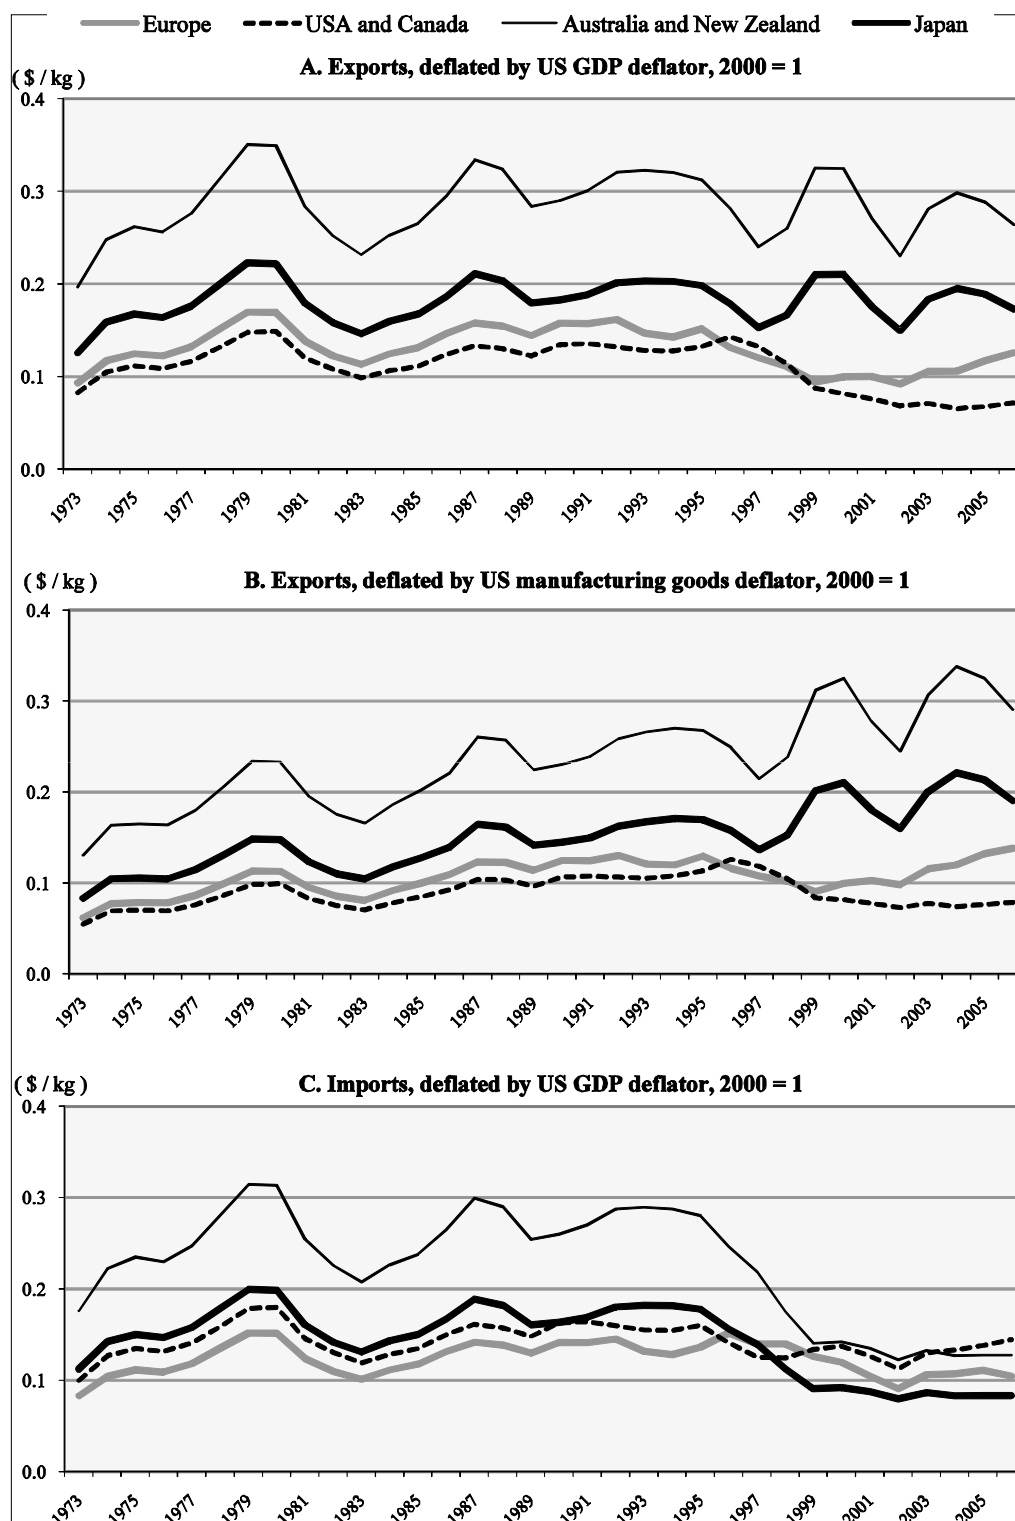 Europe USA and Canada Australia and New Zealand Japan
A. Exports, deflated by US GDP deflator, 2000 = 1
( $ / kg )
0.4
0.3
0.2
0.1
0.0
1973 1975 1977 1979 1981 1983 1985 1987 1989 1991 1993 1995 1997 1999 2001 2003 2005
( $ / kg ) B. Exports, deflated by US manufacturing goods deflator, 2000 = 1
0.4
0.3
0.2
0.1
0.0
1973 1975 1977 1979 1981 1983 1985 1987 1989 1991 1993 1995 1997 1999 2001 2003 2005
( $ / kg ) C. Imports, deflated by US GDP deflator, 2000 = 1
0.4
0.3
0.2
0.1
0.0
1973 1975 1977 1979 1981 1983 1985 1987 1989 1991 1993 1995 1997 1999 2001 2003 2005